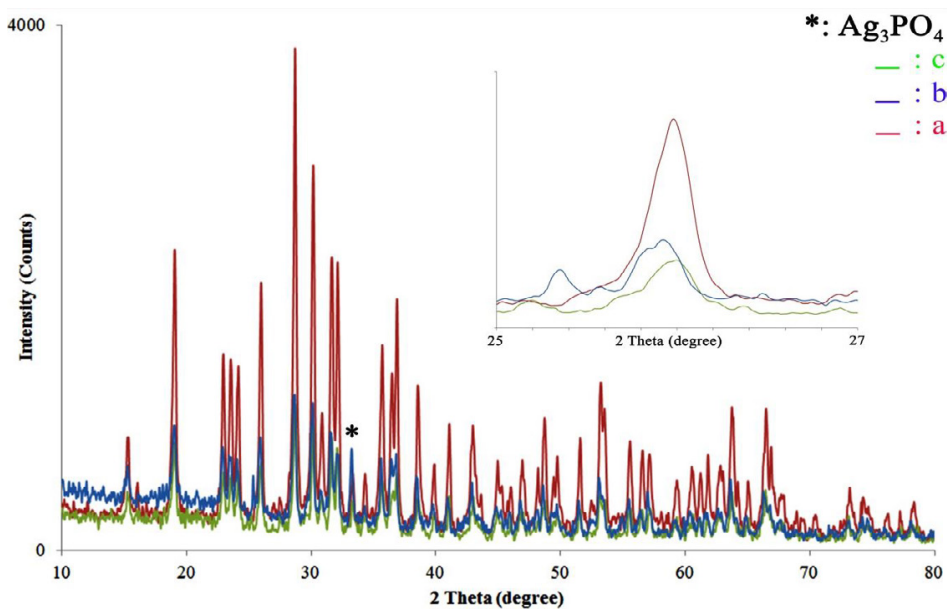 4000
*: Ag₃PO₄
— : c
— : b
— : a
Intensity (Counts)
25
2 Theta (degree)
27
*
0
10
20
30
40
50
60
70
80
2 Theta (degree)